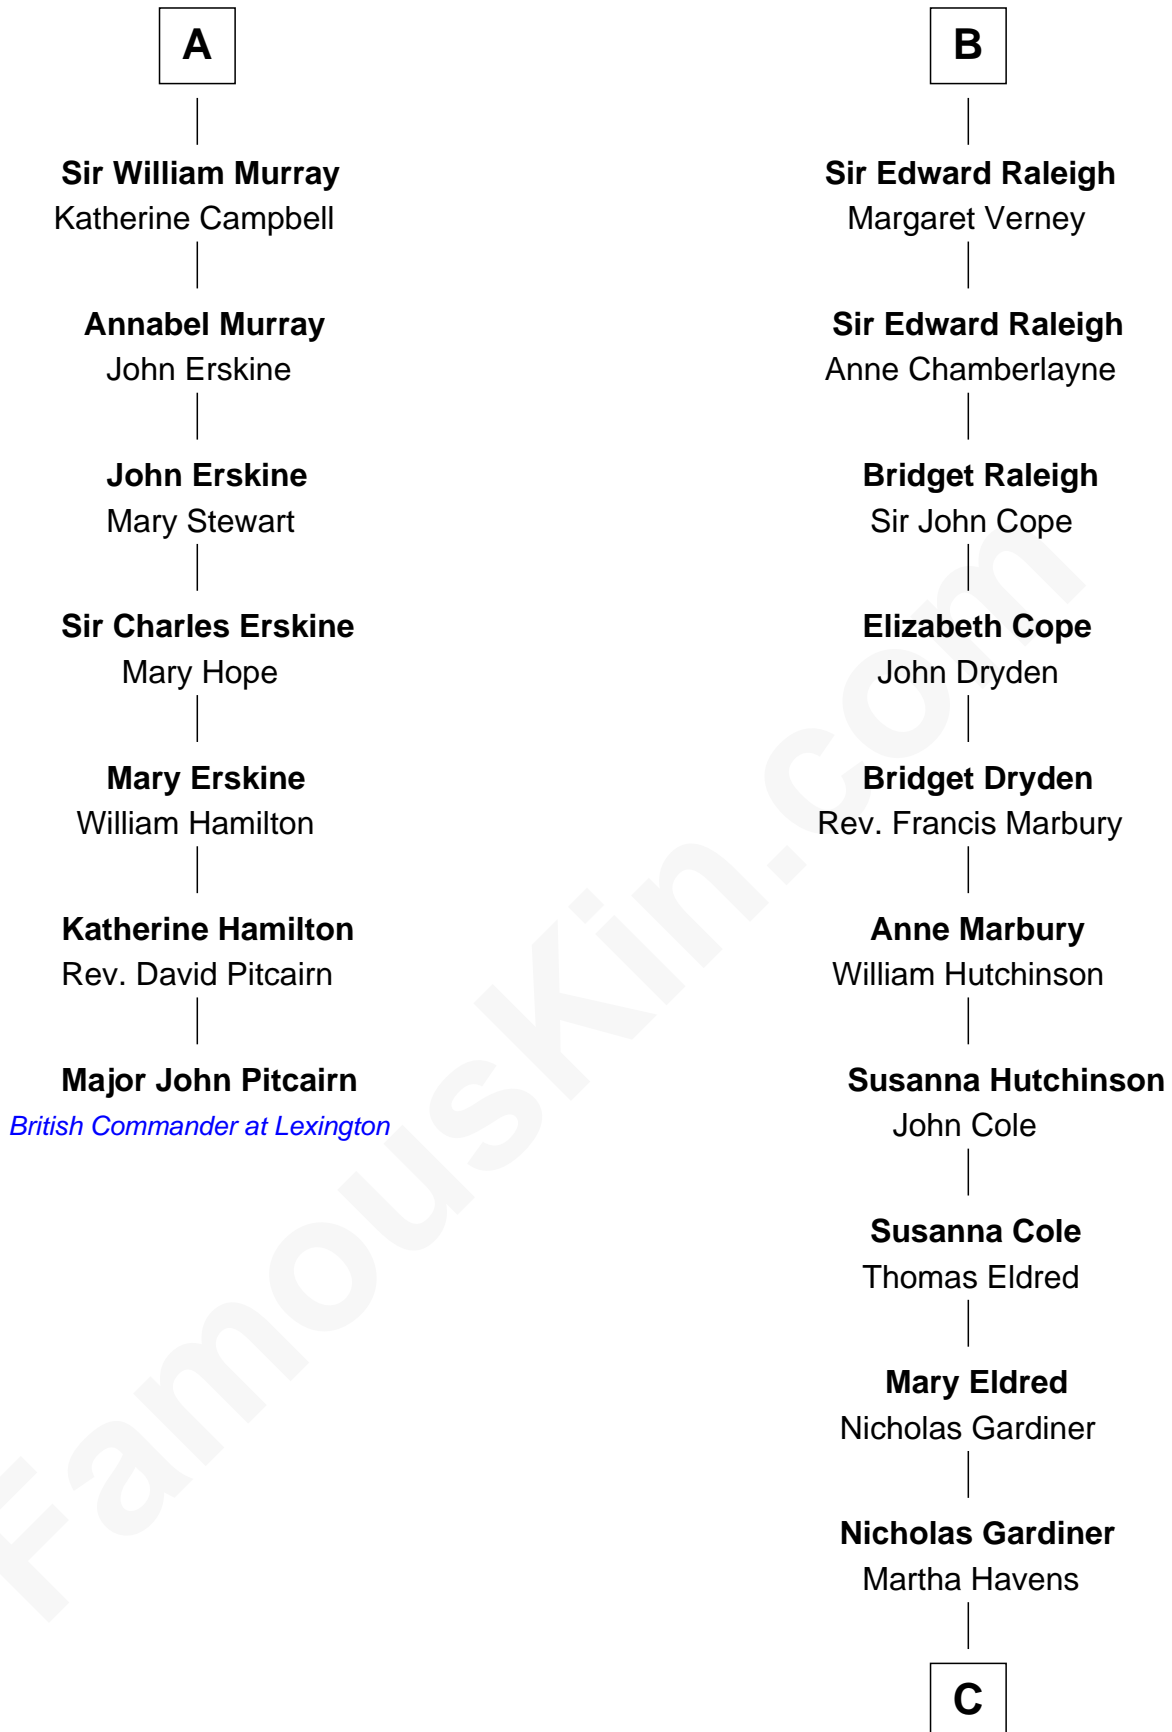 A
Sir William Murray
Katherine Campbell
Annabel Murray
John Erskine
John Erskine
Mary Stewart
Sir Charles Erskine
Mary Hope
Mary Erskine
William Hamilton
Katherine Hamilton
Rev. David Pitcairn
Major John Pitcairn
British Commander at Lexington
B
Sir Edward Raleigh
Margaret Verney
Sir Edward Raleigh
Anne Chamberlayne
Bridget Raleigh
Sir John Cope
Elizabeth Cope
John Dryden
Bridget Dryden
Rev. Francis Marbury
Anne Marbury
William Hutchinson
Susanna Hutchinson
John Cole
Susanna Cole
Thomas Eldred
Mary Eldred
Nicholas Gardiner
Nicholas Gardiner
Martha Havens
C
FamousKin.com